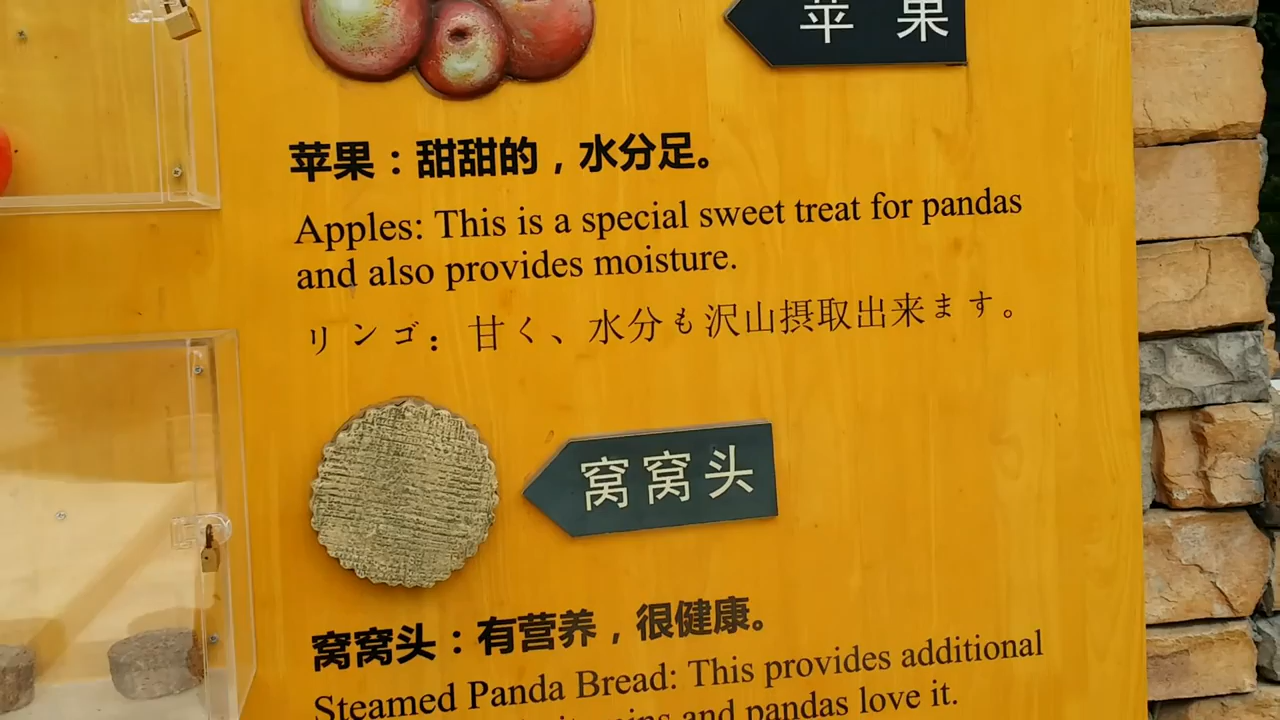 苹果
苹果：甜甜的，水分足。
Apples: This is a special sweet treat for pandas
and also provides moisture.
リンゴ：甘く、水分も沢山摂取出来ます。
窝窝头
窝窝头：有营养，很健康。
Steamed Panda Bread: This provides additional
and pandas love it.